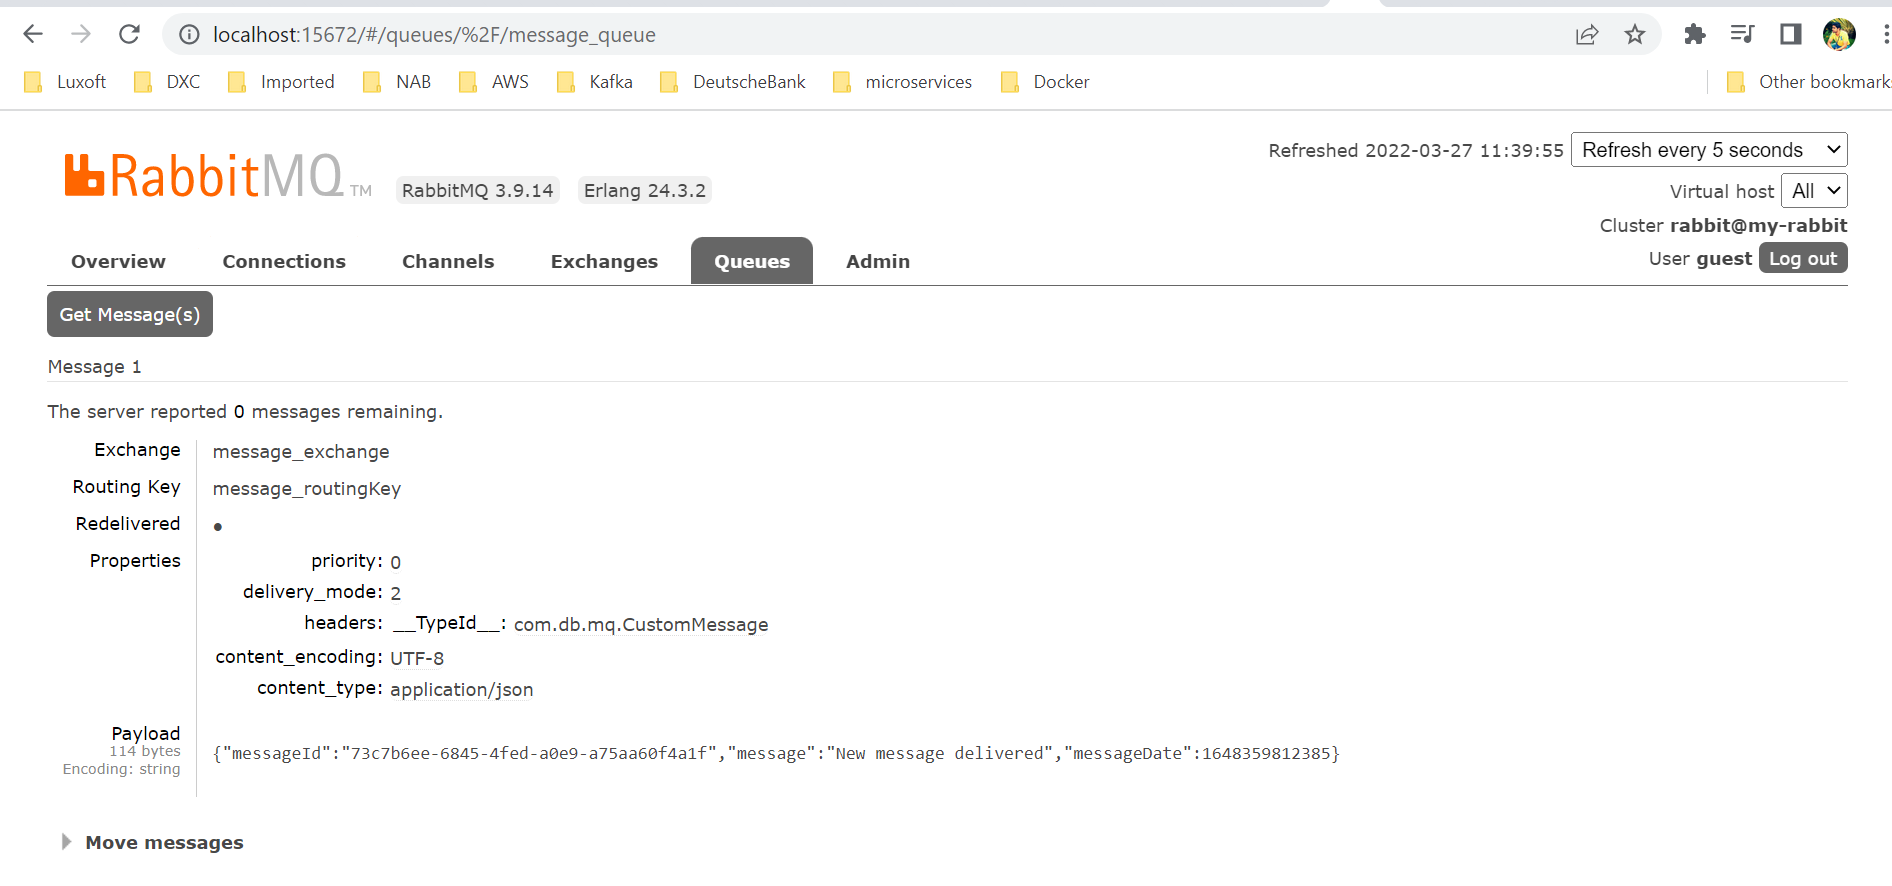 localhost:15672/#/queues/%2F/message_queue
Luxoft DXC Imported NAB AWS Kafka DeutscheBank microservices Docker Other bookmarks
RabbitMQ TM RabbitMQ 3.9.14 Erlang 24.3.2
Refreshed 2022-03-27 11:39:55 Refresh every 5 seconds
Virtual host All
Cluster rabbit@my-rabbit
User guest Log out
Overview Connections Channels Exchanges Queues Admin
Get Message(s)
Message 1
The server reported 0 messages remaining.
Exchange message_exchange
Routing Key message_routingKey
Redelivered ●
Properties priority: 0
delivery_mode: 2
headers: __TypeId__: com.db.mq.CustomMessage
content_encoding: UTF-8
content_type: application/json
Payload
114 bytes
Encoding: string
{"messageId":"73c7b6ee-6845-4fed-a0e9-a75aa60f4a1f","message":"New message delivered","messageDate":1648359812385}
Move messages